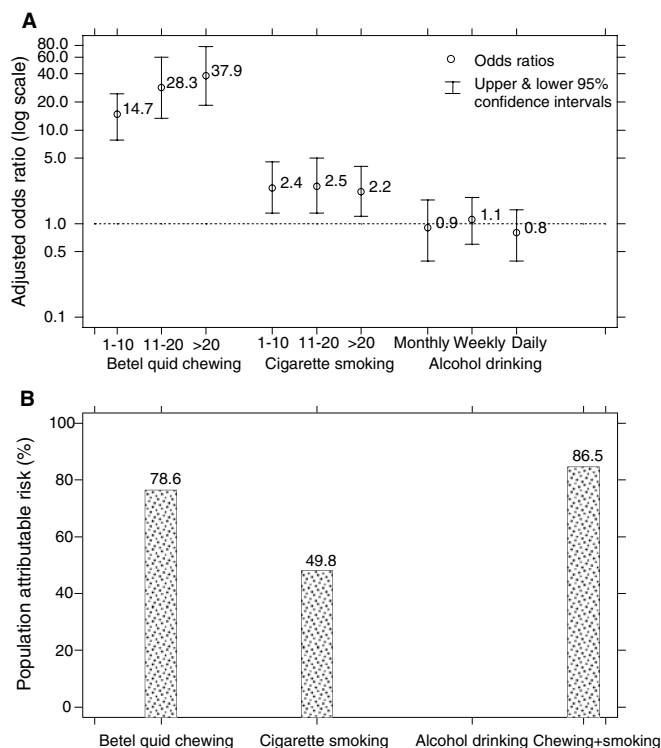 A
Adjusted odds ratio (log scale)
80.0
60.0
40.0
20.0
10.0
5.0
1.0
0.5
0.1
14.7
28.3
37.9
2.4
2.5
2.2
0.9
1.1
0.8
Odds ratios
Upper & lower 95%
confidence intervals
1-10 11-20 >20 1-10 11-20 >20 Monthly Weekly Daily
Betel quid chewing Cigarette smoking Alcohol drinking
B
Population attributable risk (%)
100
80
60
40
20
0
78.6
49.8
86.5
Betel quid chewing Cigarette smoking Alcohol drinking Chewing+smoking